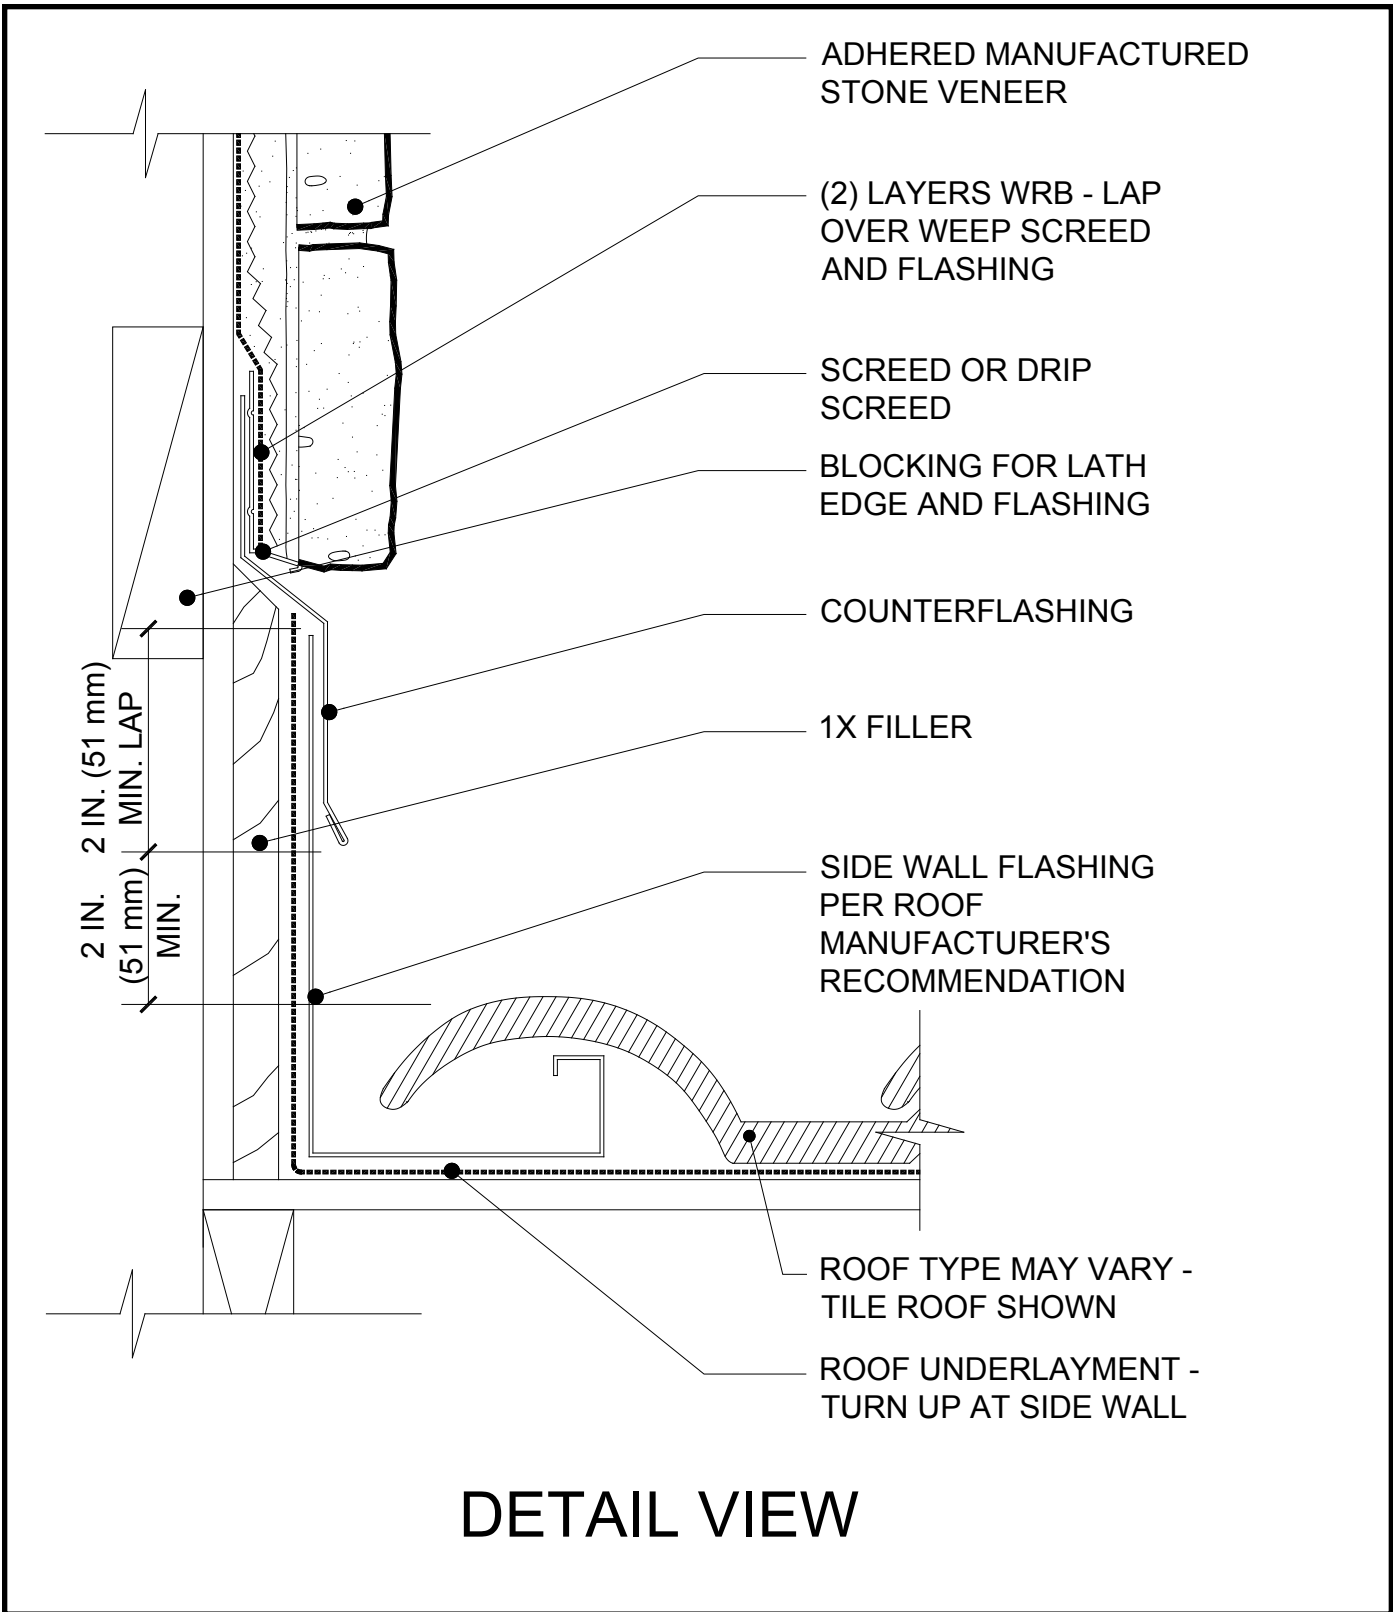 ADHERED MANUFACTURED
STONE VENEER
(2) LAYERS WRB - LAP
OVER WEEP SCREED
AND FLASHING
SCREED OR DRIP
SCREED
BLOCKING FOR LATH
EDGE AND FLASHING
COUNTERFLASHING
1X FILLER
2 IN. (51 mm)
MIN. LAP
2 IN.
(51 mm)
MIN.
SIDE WALL FLASHING
PER ROOF
MANUFACTURER'S
RECOMMENDATION
ROOF TYPE MAY VARY -
TILE ROOF SHOWN
ROOF UNDERLAYMENT -
TURN UP AT SIDE WALL
DETAIL VIEW